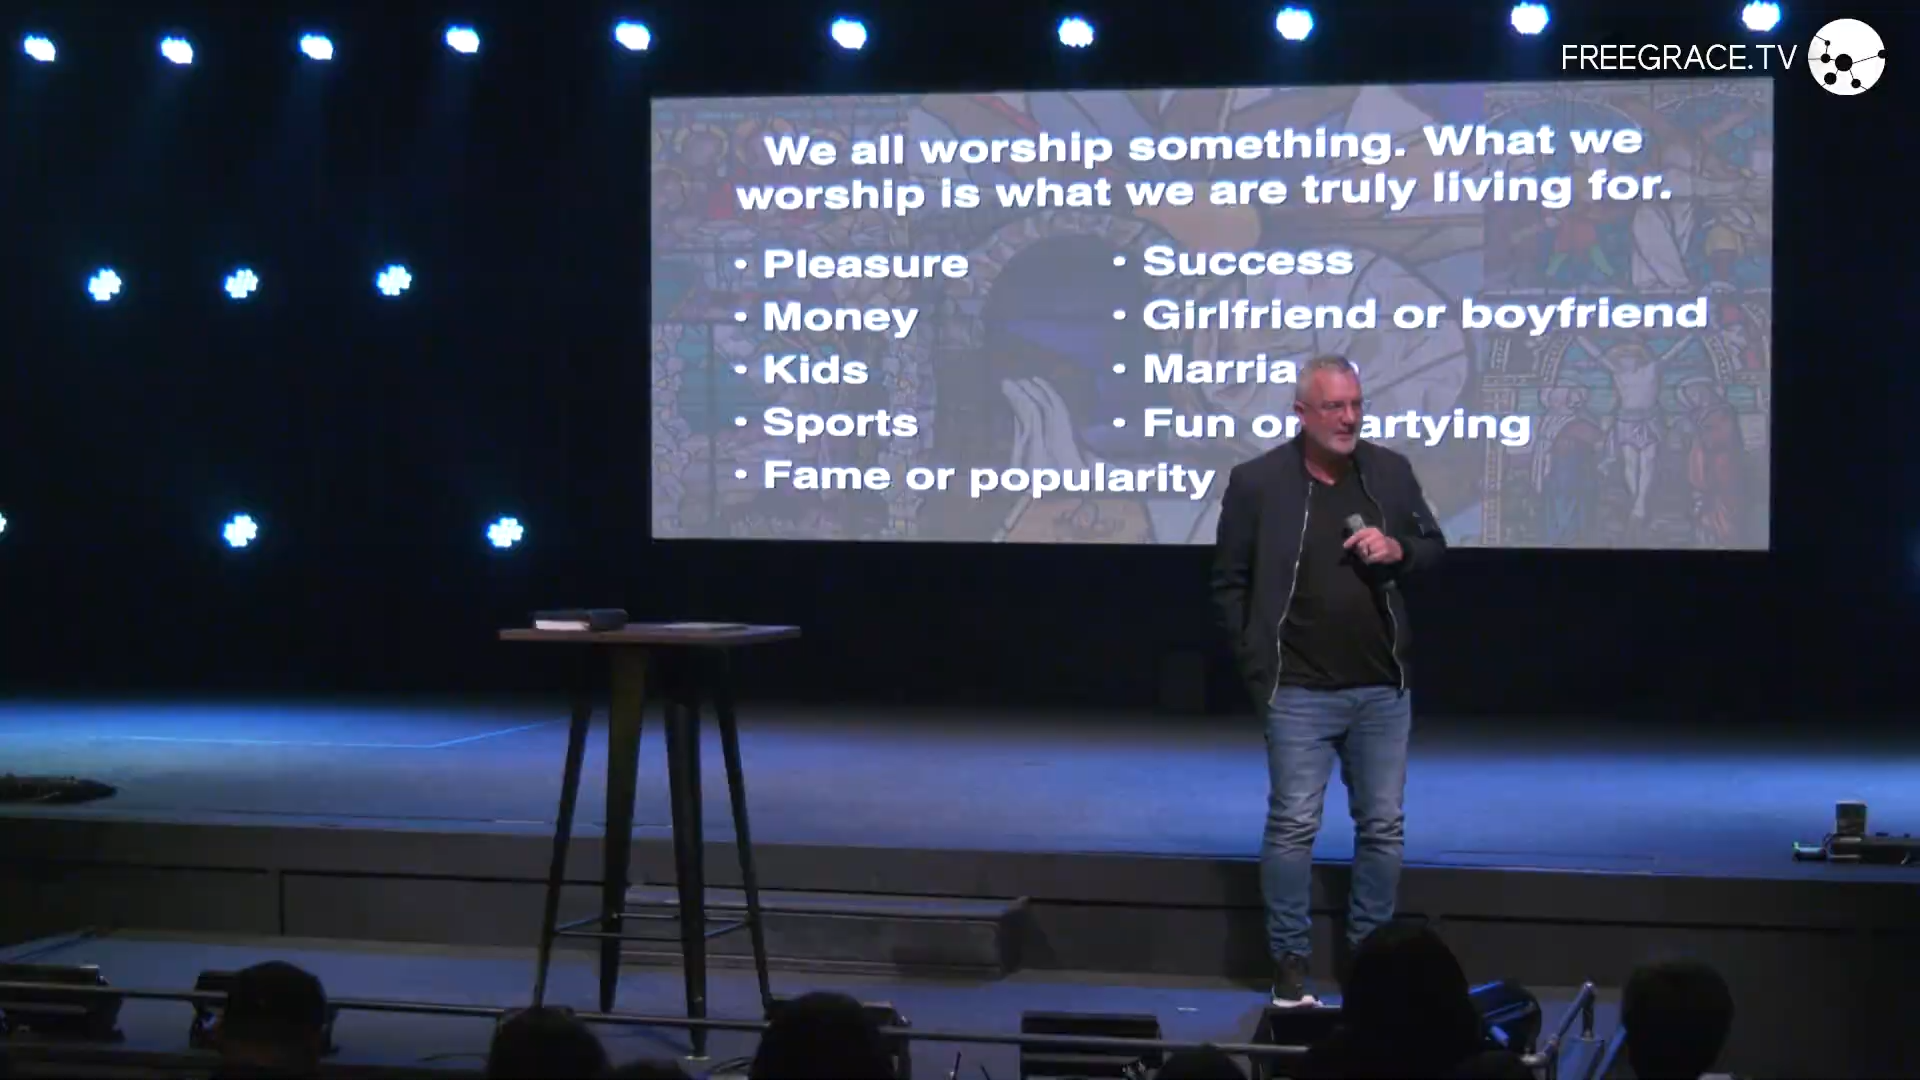 FREEGRACE.TV
We all worship something. What we
worship is what we are truly living for.
• Pleasure
• Money
• Kids
• Sports
• Fame or popularity
• Success
• Girlfriend or boyfriend
• Fun or